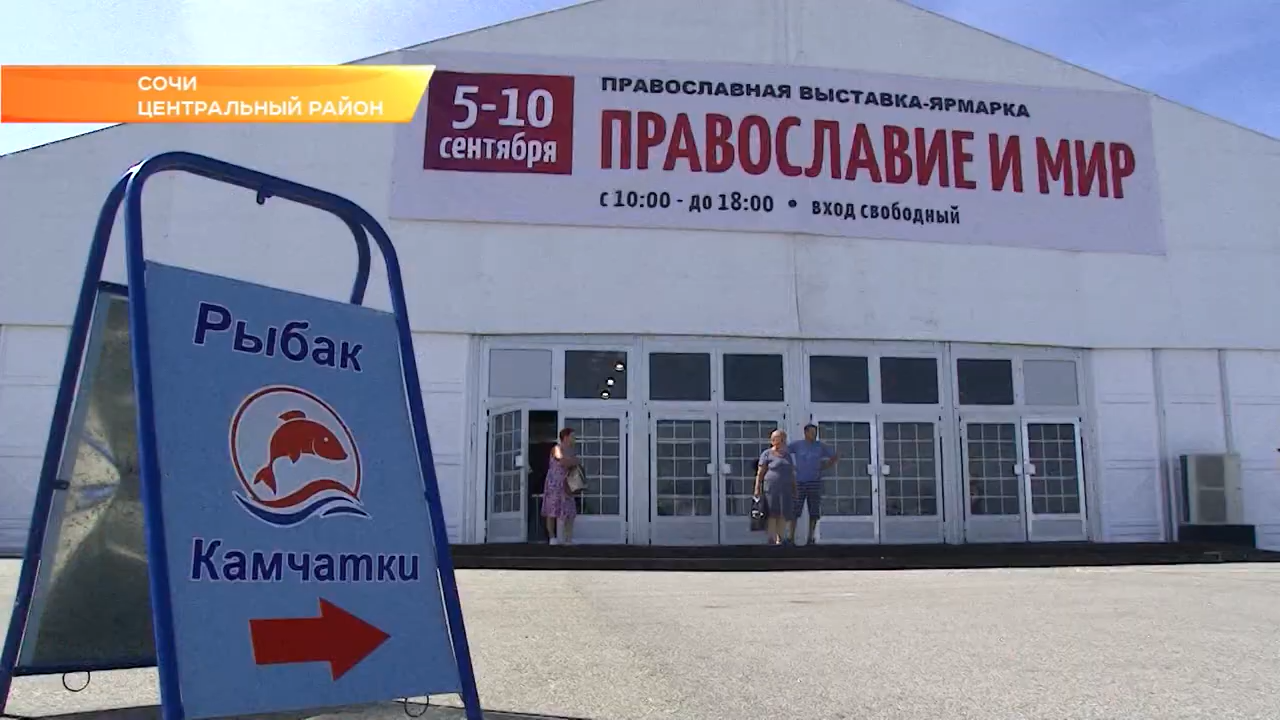 СОЧИ
ЦЕНТРАЛЬНЫЙ РАЙОН
5-10
сентября
ПРАВОСЛАВНАЯ ВЫСТАВКА-ЯРМАРКА
ПРАВОСЛАВИЕ И МИР
с 10:00 - до 18:00 • вход свободный
Рыбак
Камчатки